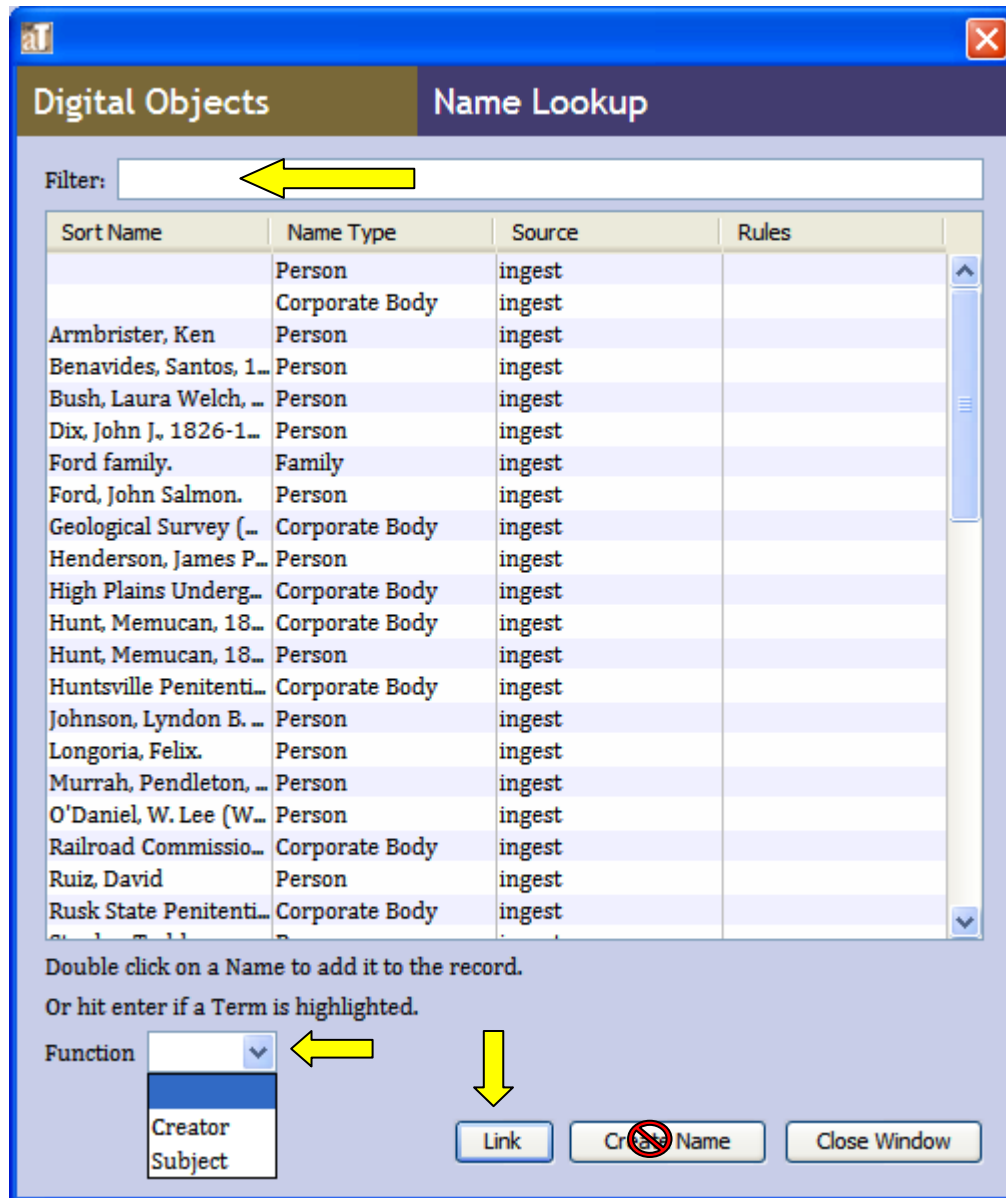 aT
Digital Objects Name Lookup
Filter:
Sort Name Name Type Source Rules
Person ingest
Corporate Body ingest
Armbrister, Ken Person ingest
Benavides, Santos, 1... Person ingest
Bush, Laura Welch, ... Person ingest
Dix, John J., 1826-1... Person ingest
Ford family. Family ingest
Ford, John Salmon. Person ingest
Geological Survey (... Corporate Body ingest
Henderson, James P... Person ingest
High Plains Underg... Corporate Body ingest
Hunt, Memucan, 18... Corporate Body ingest
Hunt, Memucan, 18... Person ingest
Huntsville Penitenti... Corporate Body ingest
Johnson, Lyndon B. ... Person ingest
Longoria, Felix. Person ingest
Murrah, Pendleton, ... Person ingest
O'Daniel, W. Lee (W... Person ingest
Railroad Commissio... Corporate Body ingest
Ruiz, David Person ingest
Rusk State Penitenti... Corporate Body ingest
Double click on a Name to add it to the record.
Or hit enter if a Term is highlighted.
Function
Creator
Subject
Link Create Name Close Window